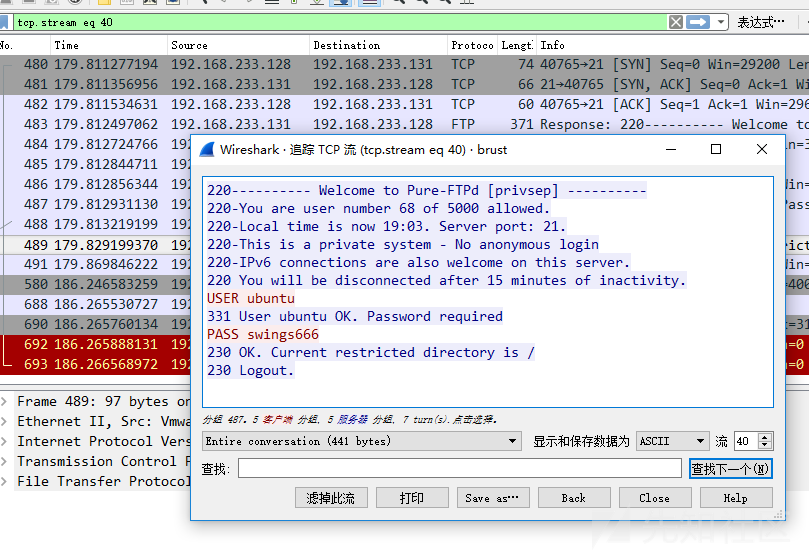 tcp.stream eq 40
表达式…
No. Time Source Destination Protoco Lengt Info
480 179.811277194 192.168.233.128 192.168.233.131 TCP 74 40765→21 [SYN] Seq=0 Win=29200 Len
481 179.811356956 192.168.233.131 192.168.233.128 TCP 66 21→40765 [SYN, ACK] Seq=0 Ack=1 Wi
482 179.811534631 192.168.233.128 192.168.233.131 TCP 60 40765→21 [ACK] Seq=1 Ack=1 Win=296
483 179.812497062 192.168.233.131 192.168.233.128 FTP 371 Response: 220---------- Welcome to
484 179.812724766 192
485 179.812844711 192
486 179.812856344 192
487 179.812931130 192
488 179.813219199 192
489 179.829199370 192
491 179.869846222 192
580 186.246583259 192
688 186.265530727 192
690 186.265760134 192
692 186.265888131 192
693 186.266568972 192
Wireshark · 追踪 TCP 流 (tcp.stream eq 40) · brust
220---------- Welcome to Pure-FTPd [privsep] ----------
220-You are user number 68 of 5000 allowed.
220-Local time is now 19:03. Server port: 21.
220-This is a private system - No anonymous login
220-IPv6 connections are also welcome on this server.
220 You will be disconnected after 15 minutes of inactivity.
USER ubuntu
331 User ubuntu OK. Password required
PASS swings666
230 OK. Current restricted directory is /
230 Logout.
分组 487。5 客户端 分组, 5 服务器 分组, 7 turn(s).点击选择。
Entire conversation (441 bytes) 显示和保存数据为 ASCII 流 40
查找: 查找下一个(N)
滤掉此流 打印 Save as… Back Close Help
Frame 489: 97 bytes on
Ethernet II, Src: Vmwa
Internet Protocol Vers
Transmission Control P
File Transfer Protocol